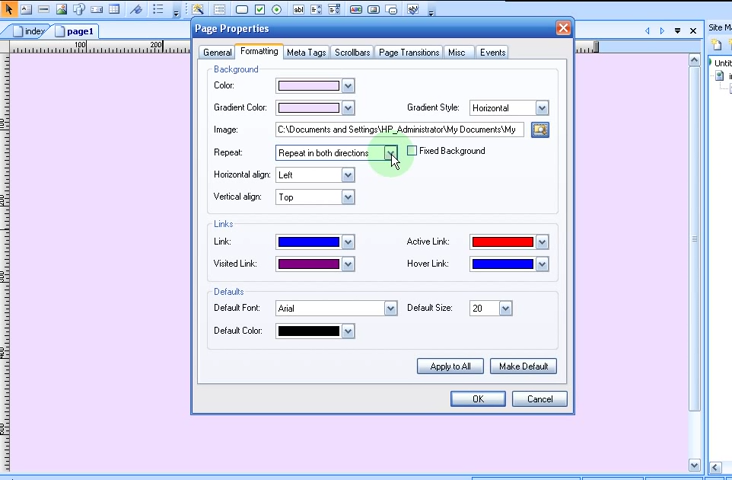 index
page1
Site Ma
100
200
Untit
Page Properties
General
Formatting
Meta Tags
Scrollbars
Page Transitions
Misc
Events
Background
Color:
Gradient Color:
Gradient Style:
Horizontal
Image:
C:\Documents and Settings\HP_Administrator\My Documents\My
Repeat:
Repeat in both directions
Fixed Background
Horizontal align:
Left
Vertical align:
Top
Links
Link:
Active Link:
Visited Link:
Hover Link:
Defaults
Default Font:
Arial
Default Size:
20
Default Color:
Apply to All
Make Default
OK
Cancel